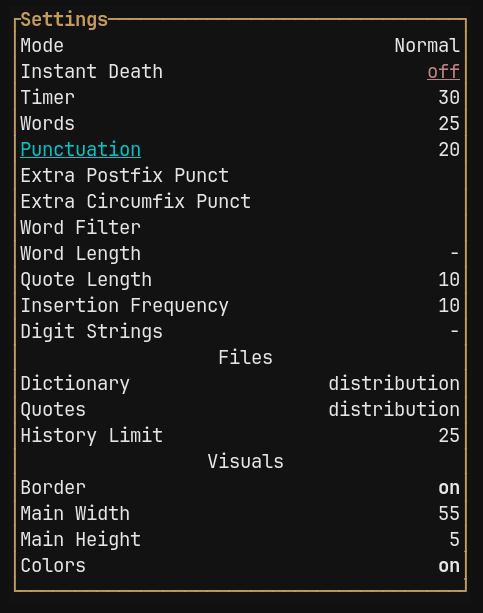 Settings
Mode Normal
Instant Death off
Timer 30
Words 25
Punctuation 20
Extra Postfix Punct
Extra Circumfix Punct
Word Filter
Word Length -
Quote Length 10
Insertion Frequency 10
Digit Strings -
Files
Dictionary distribution
Quotes distribution
History Limit 25
Visuals
Border on
Main Width 55
Main Height 5
Colors on